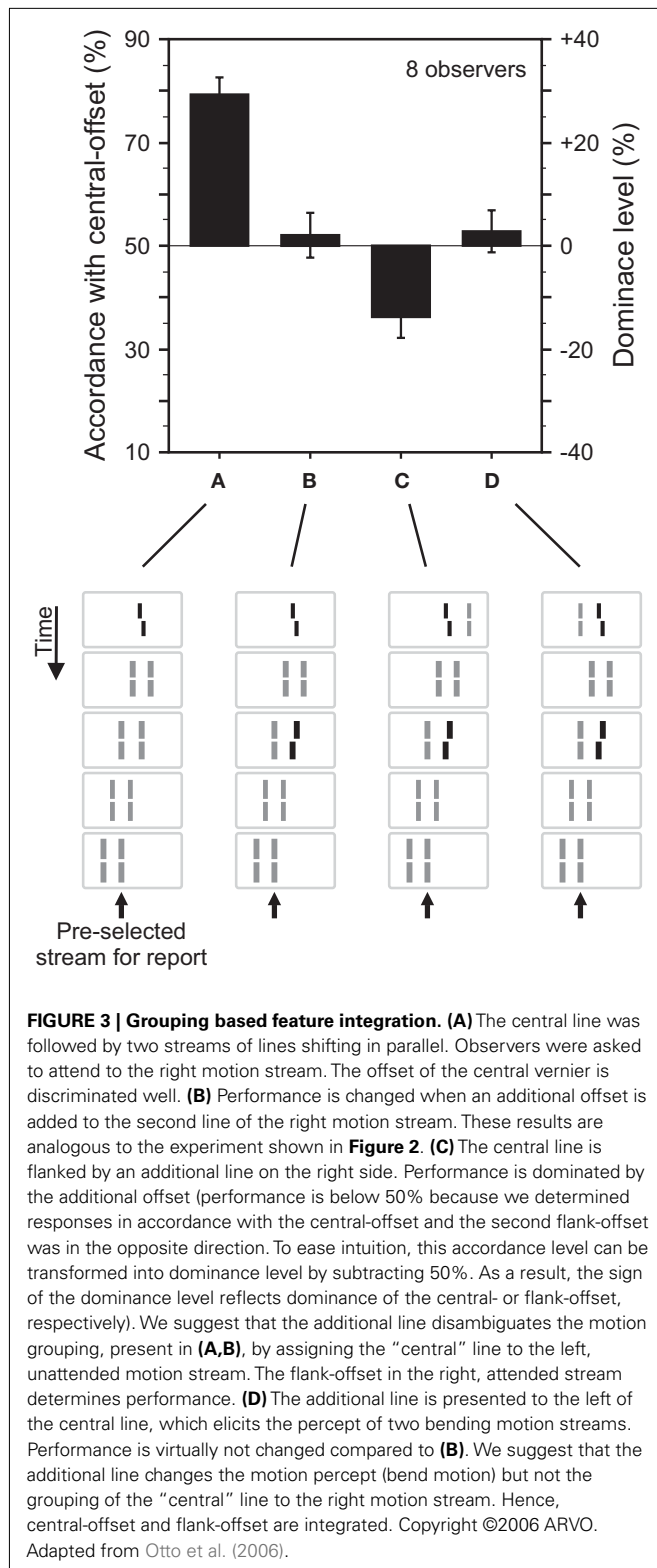 90
70
50
30
10
Accordance with central-offset (%)
8 observers
+40
+20
0
-20
-40
Dominace level (%)
A B C D
Time
Pre-selected
stream for report
FIGURE 3 | Grouping based feature integration. (A) The central line was
followed by two streams of lines shifting in parallel. Observers were asked
to attend to the right motion stream. The offset of the central vernier is
discriminated well. (B) Performance is changed when an additional offset is
added to the second line of the right motion stream. These results are
analogous to the experiment shown in Figure 2. (C) The central line is
flanked by an additional line on the right side. Performance is dominated by
the additional offset (performance is below 50% because we determined
responses in accordance with the central-offset and the second flank-offset
was in the opposite direction. To ease intuition, this accordance level can be
transformed into dominance level by subtracting 50%. As a result, the sign
of the dominance level reflects dominance of the central- or flank-offset,
respectively). We suggest that the additional line disambiguates the motion
grouping, present in (A,B), by assigning the “central” line to the left,
unattended motion stream. The flank-offset in the right, attended stream
determines performance. (D) The additional line is presented to the left of
the central line, which elicits the percept of two bending motion streams.
Performance is virtually not changed compared to (B). We suggest that the
additional line changes the motion percept (bend motion) but not the
grouping of the “central” line to the right motion stream. Hence,
central-offset and flank-offset are integrated. Copyright ©2006 ARVO.
Adapted from Otto et al. (2006).